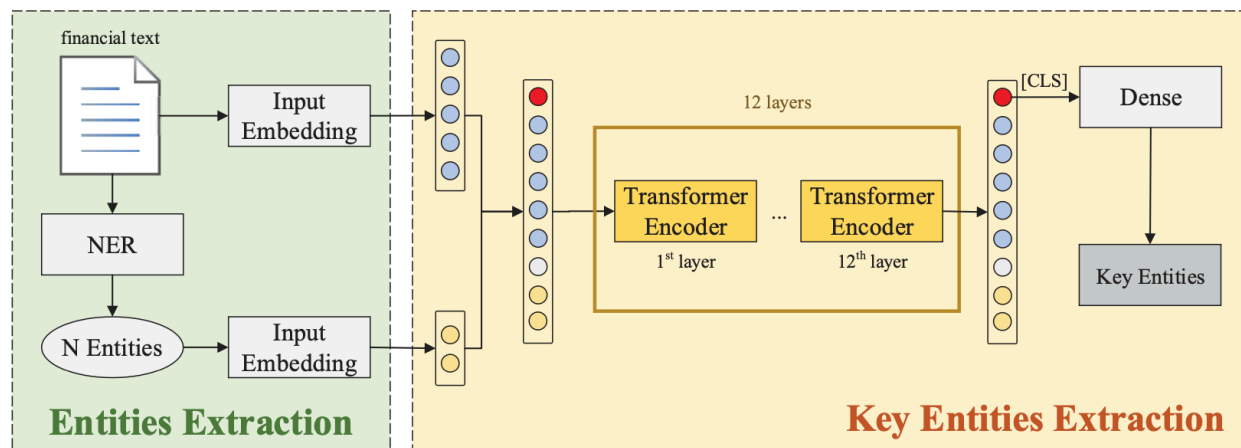 financial text
Input
Embedding
NER
N Entities
Input
Embedding
Entities Extraction
12 layers
Transformer
Encoder
1st layer
...
Transformer
Encoder
12th layer
[CLS]
Dense
Key Entities
Key Entities Extraction